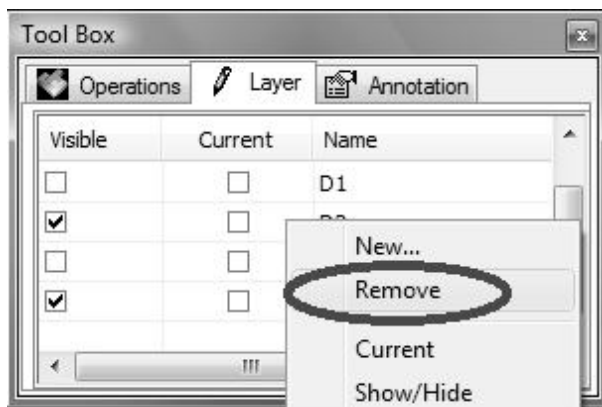 Tool Box
Operations Layer Annotation
Visible Current Name
D1
New...
Remove
Current
Show/Hide